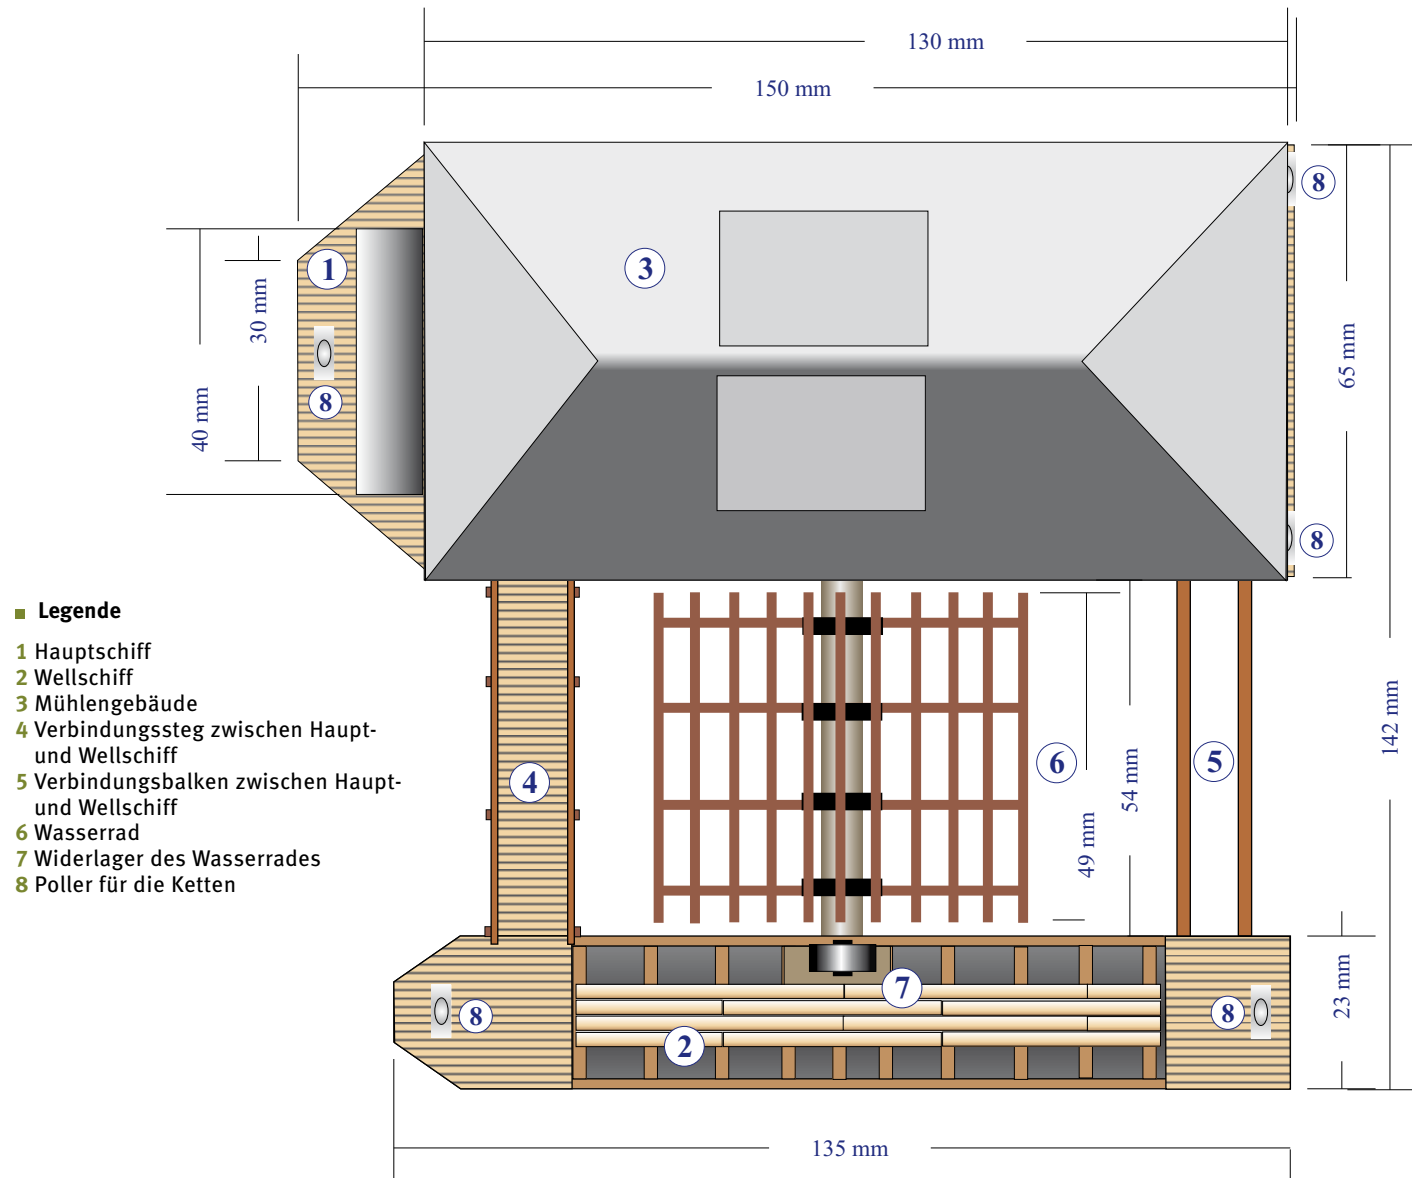 130 mm
150 mm
8
1
3
30 mm
65 mm
40 mm
8
8
Legende
1 Hauptschiff
2 Wellschiff
3 Mühlengebäude
4 Verbindungssteg zwischen Haupt-
und Wellschiff
5 Verbindungsbalken zwischen Haupt-
und Wellschiff
6 Wasserrad
7 Widerlager des Wasserrades
8 Poller für die Ketten
142 mm
4
6
5
54 mm
49 mm
7
8
8
23 mm
2
135 mm